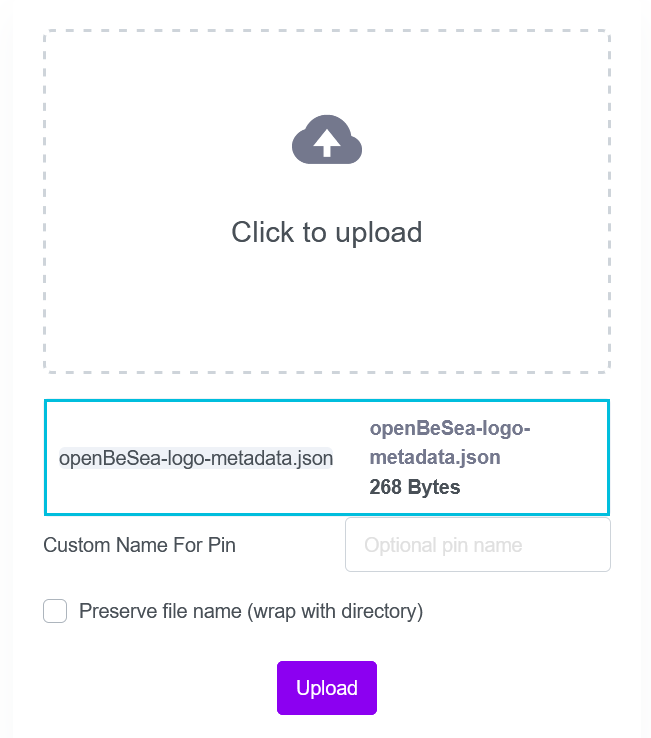 Click to upload
openBeSea-logo-metadata.json
openBeSea-logo-
metadata.json
268 Bytes
Custom Name For Pin
Optional pin name
Preserve file name (wrap with directory)
Upload